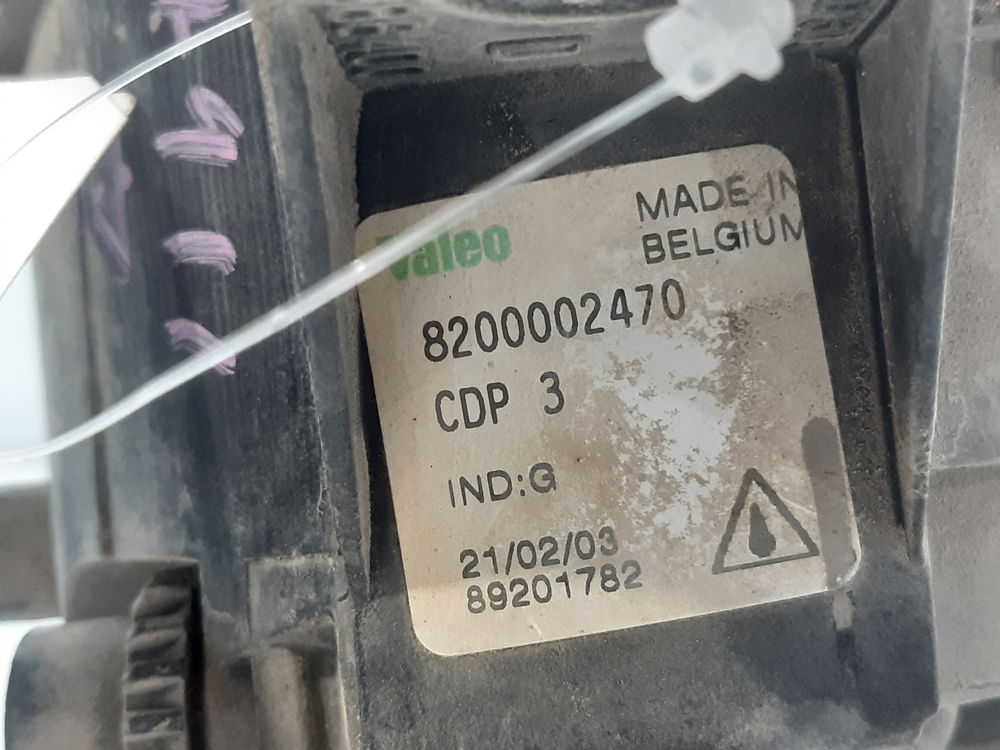 Valeo
MADE IN
BELGIUM
8200002470
CDP 3
IND:G
21/02/03
89201782